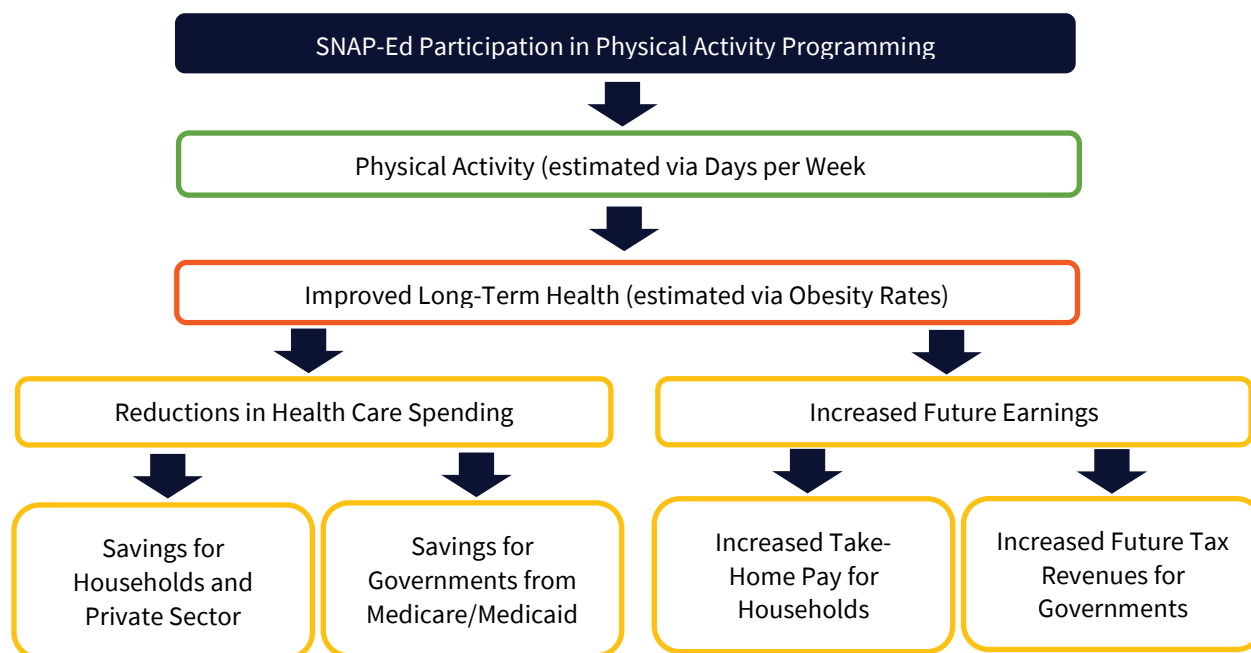 SNAP-Ed Participation in Physical Activity Programming
Physical Activity (estimated via Days per Week
Improved Long-Term Health (estimated via Obesity Rates)
Reductions in Health Care Spending
Increased Future Earnings
Savings for
Households and
Private Sector
Savings for
Governments from
Medicare/Medicaid
Increased Take-
Home Pay for
Households
Increased Future Tax
Revenues for
Governments